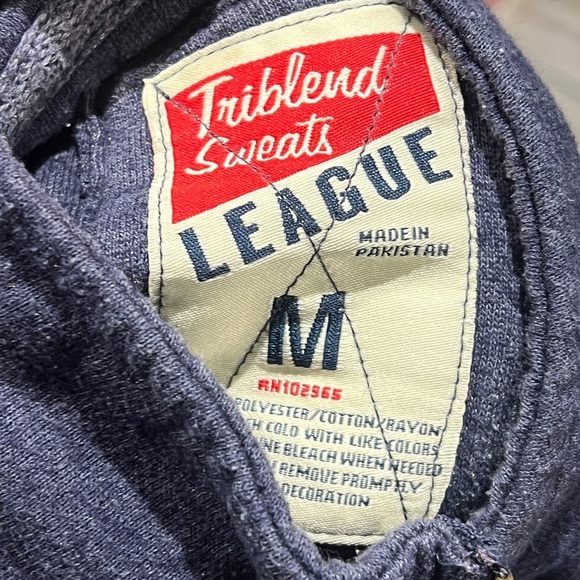 Triblend
Sweats
LEAGUE
MADE IN
PAKISTAN
M
RN102965
POLYESTER/COTTON/RAYON
COLD WITH LIKE COLORS
BLEACH WHEN NEEDED
REMOVE PROMPTLY
DECORATION